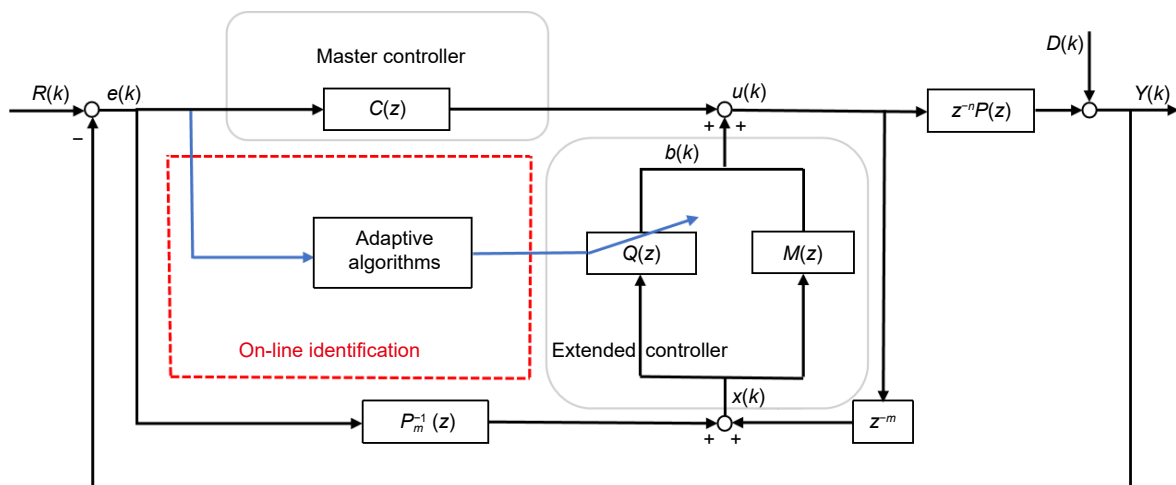 Master controller
D(k)
R(k)
e(k)
C(z)
u(k)
z⁻ⁿP(z)
Y(k)
−
+ +
b(k)
Adaptive
algorithms
Q(z)
M(z)
On-line identification
Extended controller
x(k)
P_m⁻¹ (z)
z⁻ᵐ
+ +